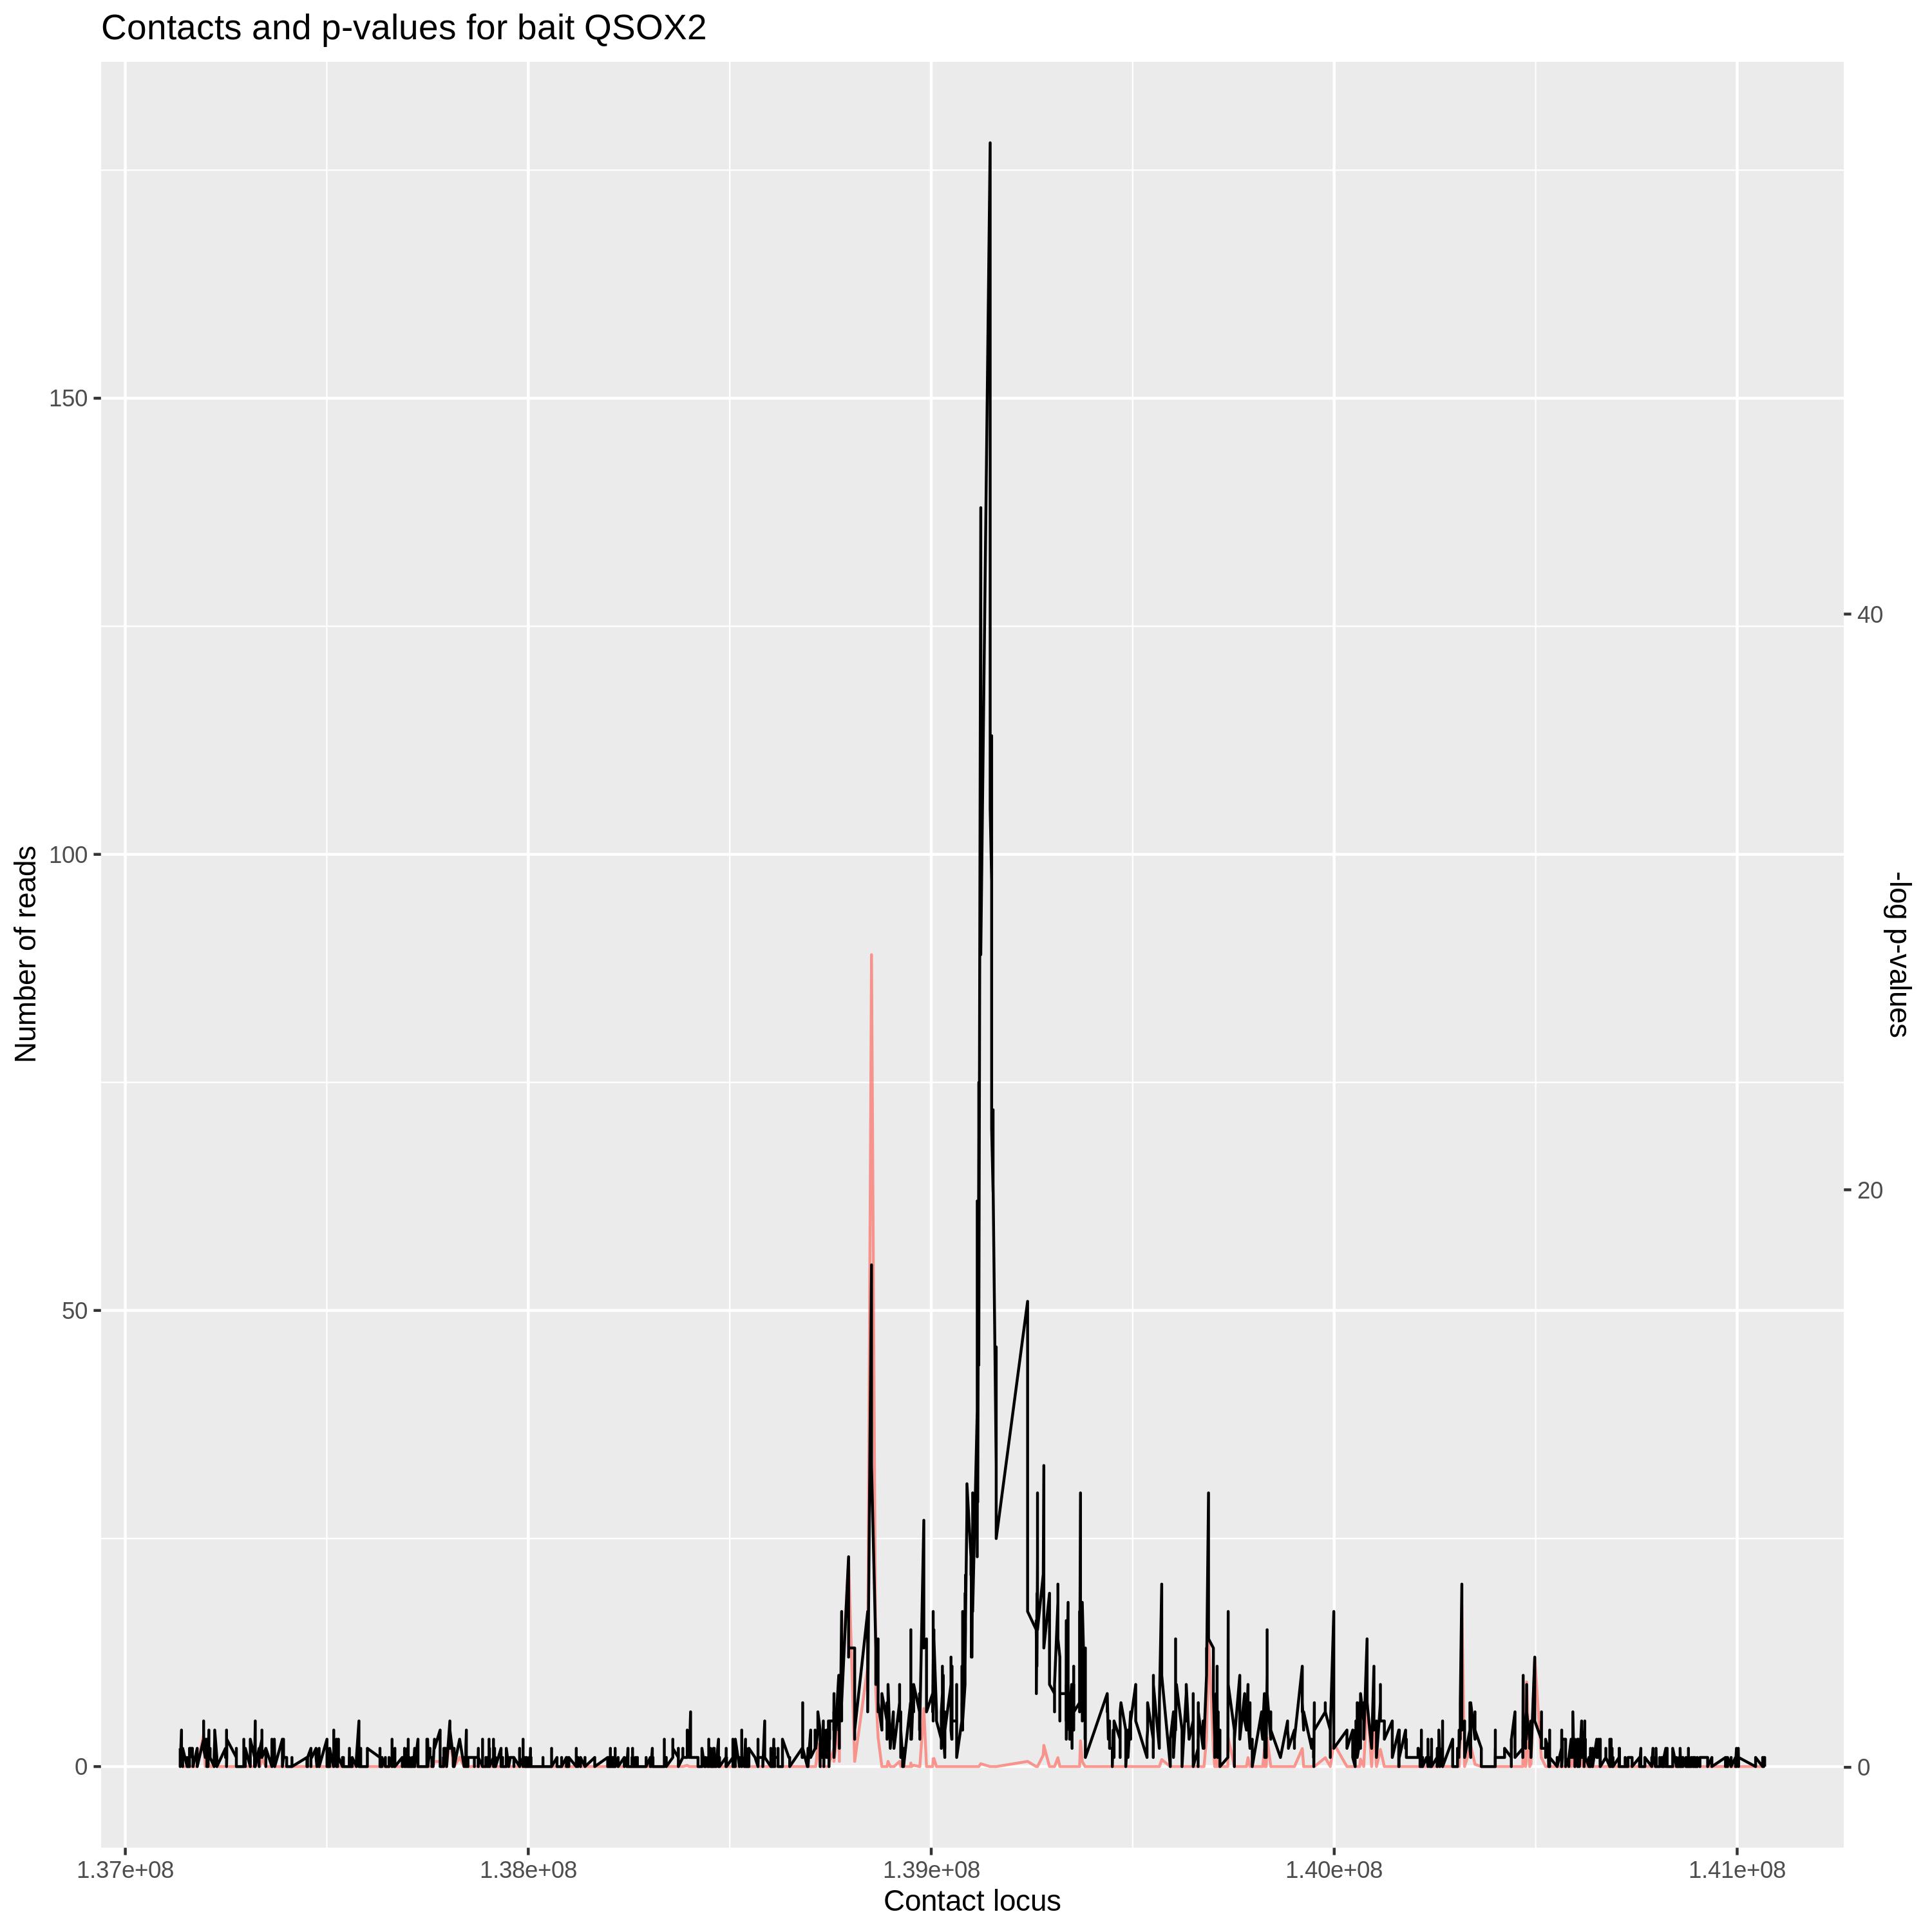 Contacts and p-values for bait QSOX2
Number of reads
150
100
50
0
40
20
0
-log p-values
1.37e+08
1.38e+08
1.39e+08
1.40e+08
1.41e+08
Contact locus